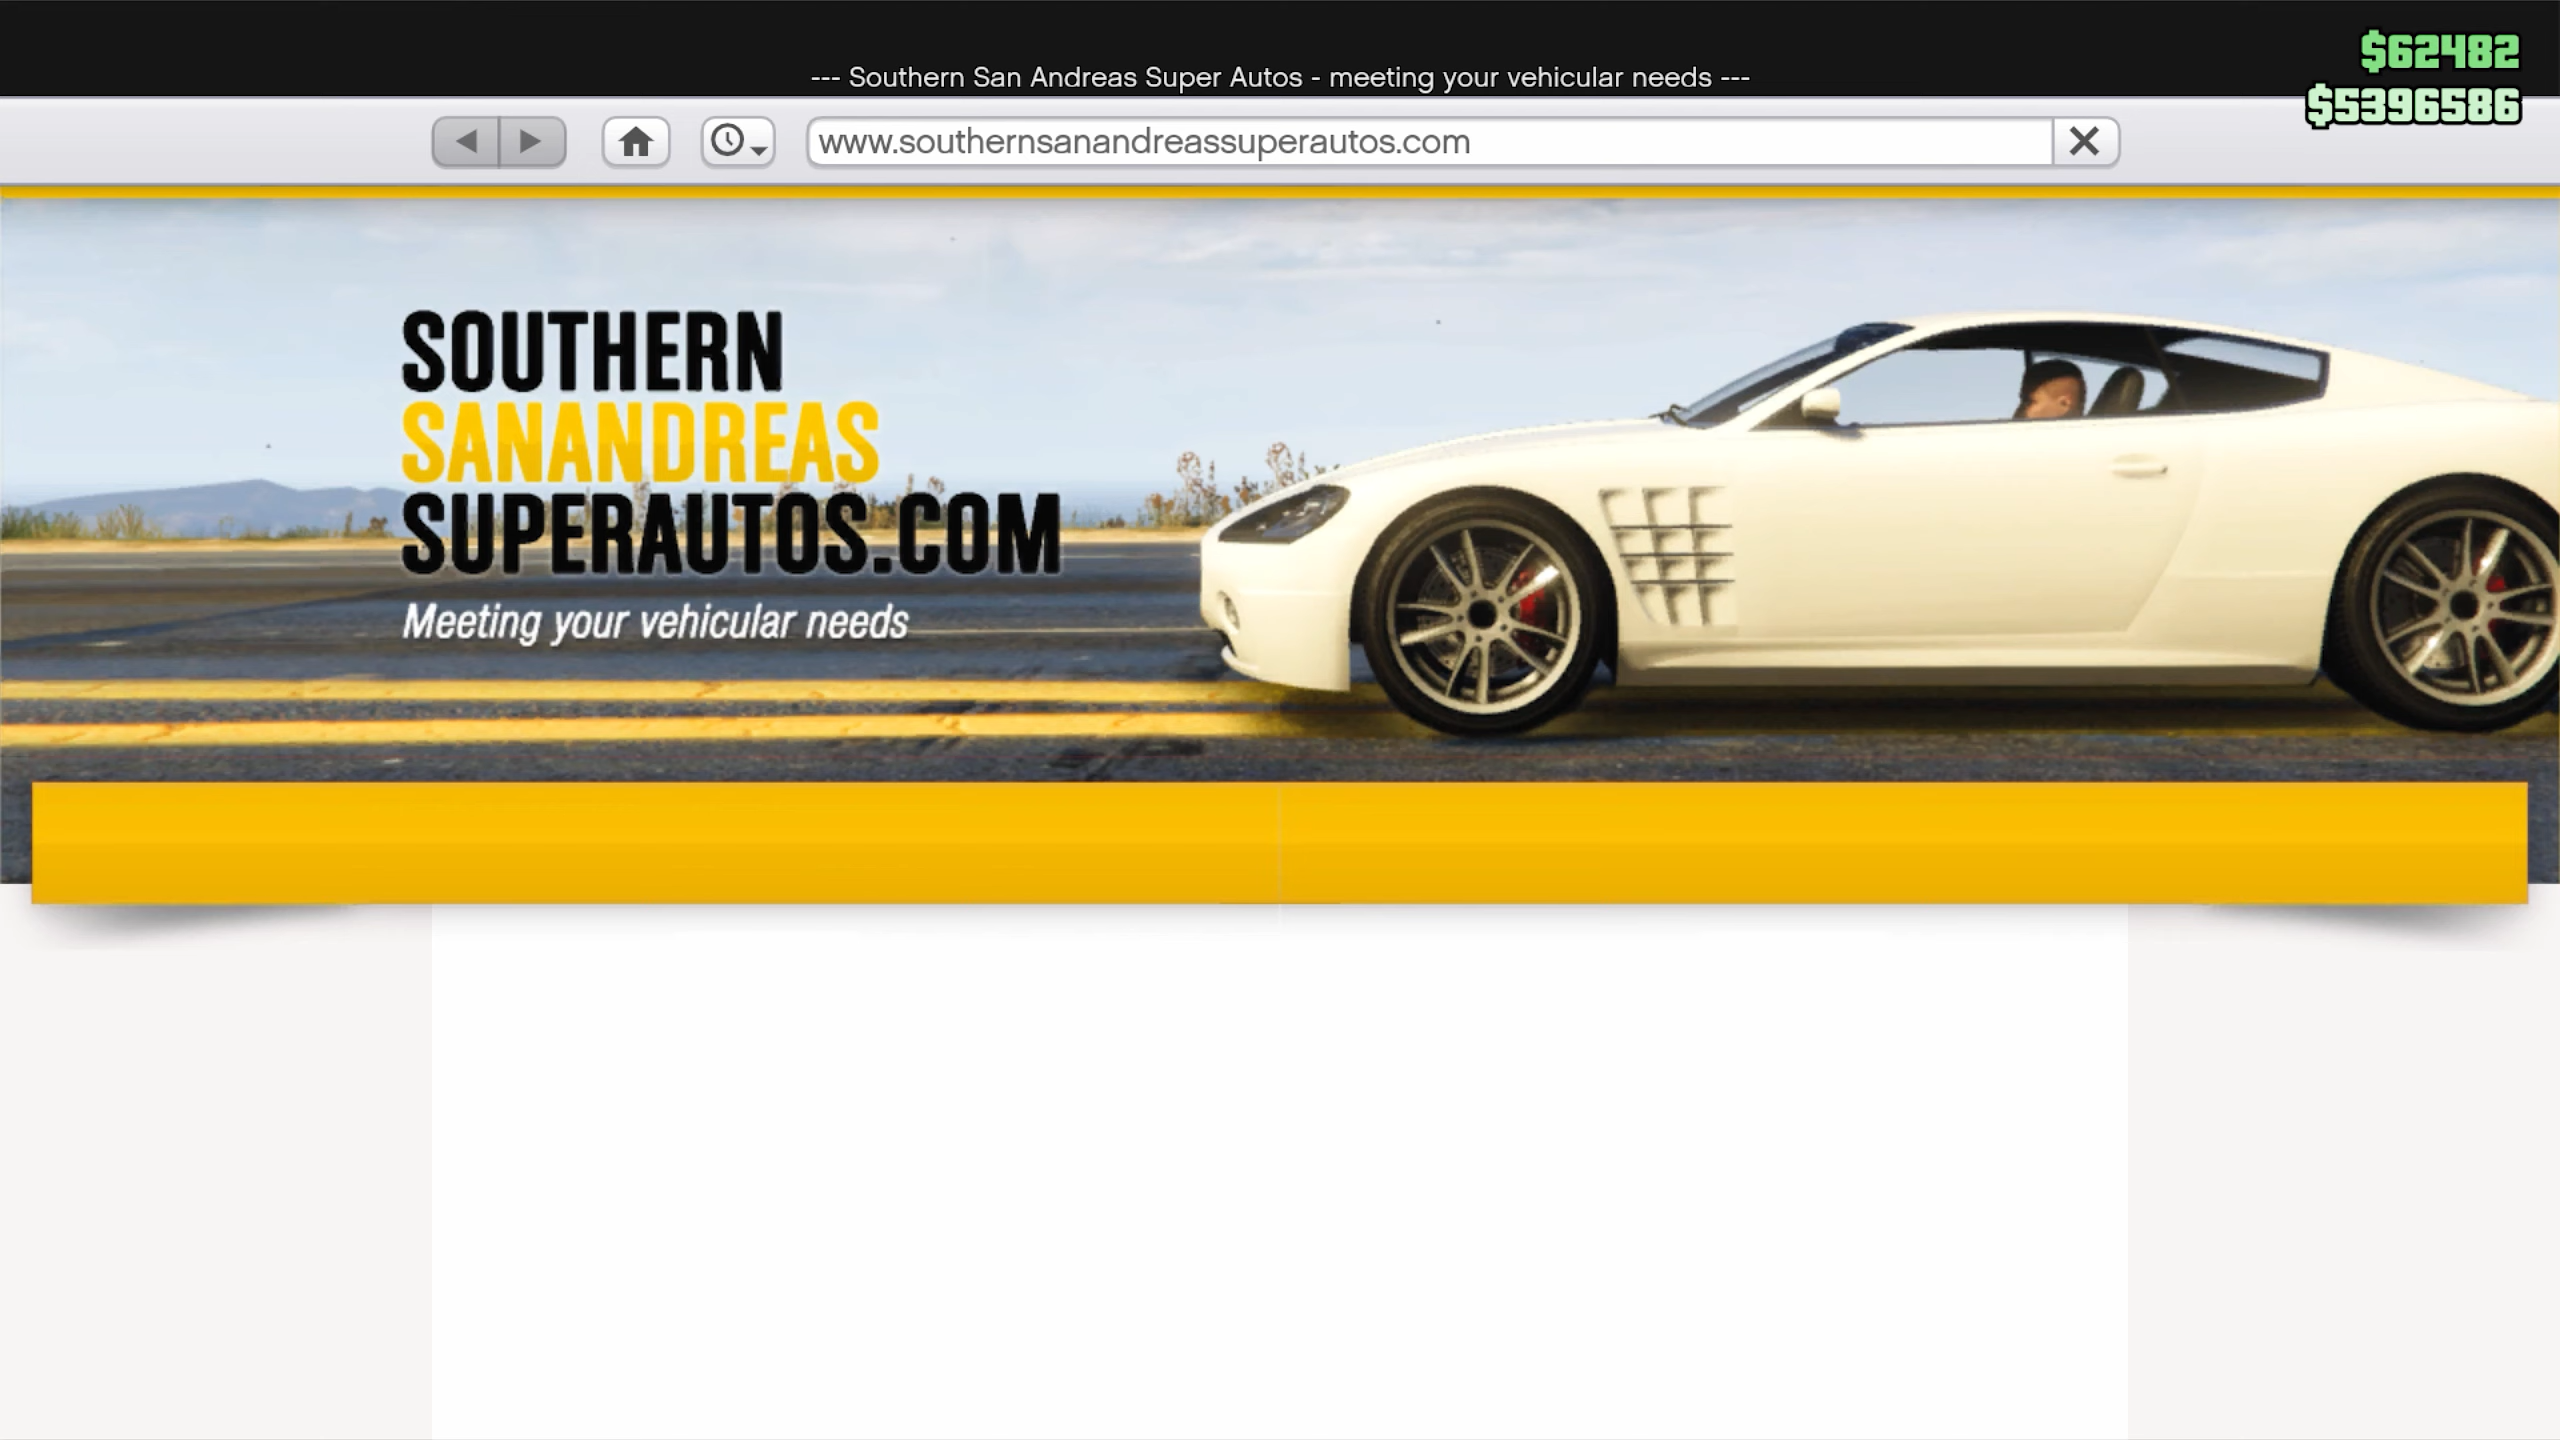 --- Southern San Andreas Super Autos - meeting your vehicular needs ---
$62482
$5396586
www.southernsanandreassuperautos.com
SOUTHERN
SANANDREAS
SUPERAUTOS.COM
Meeting your vehicular needs